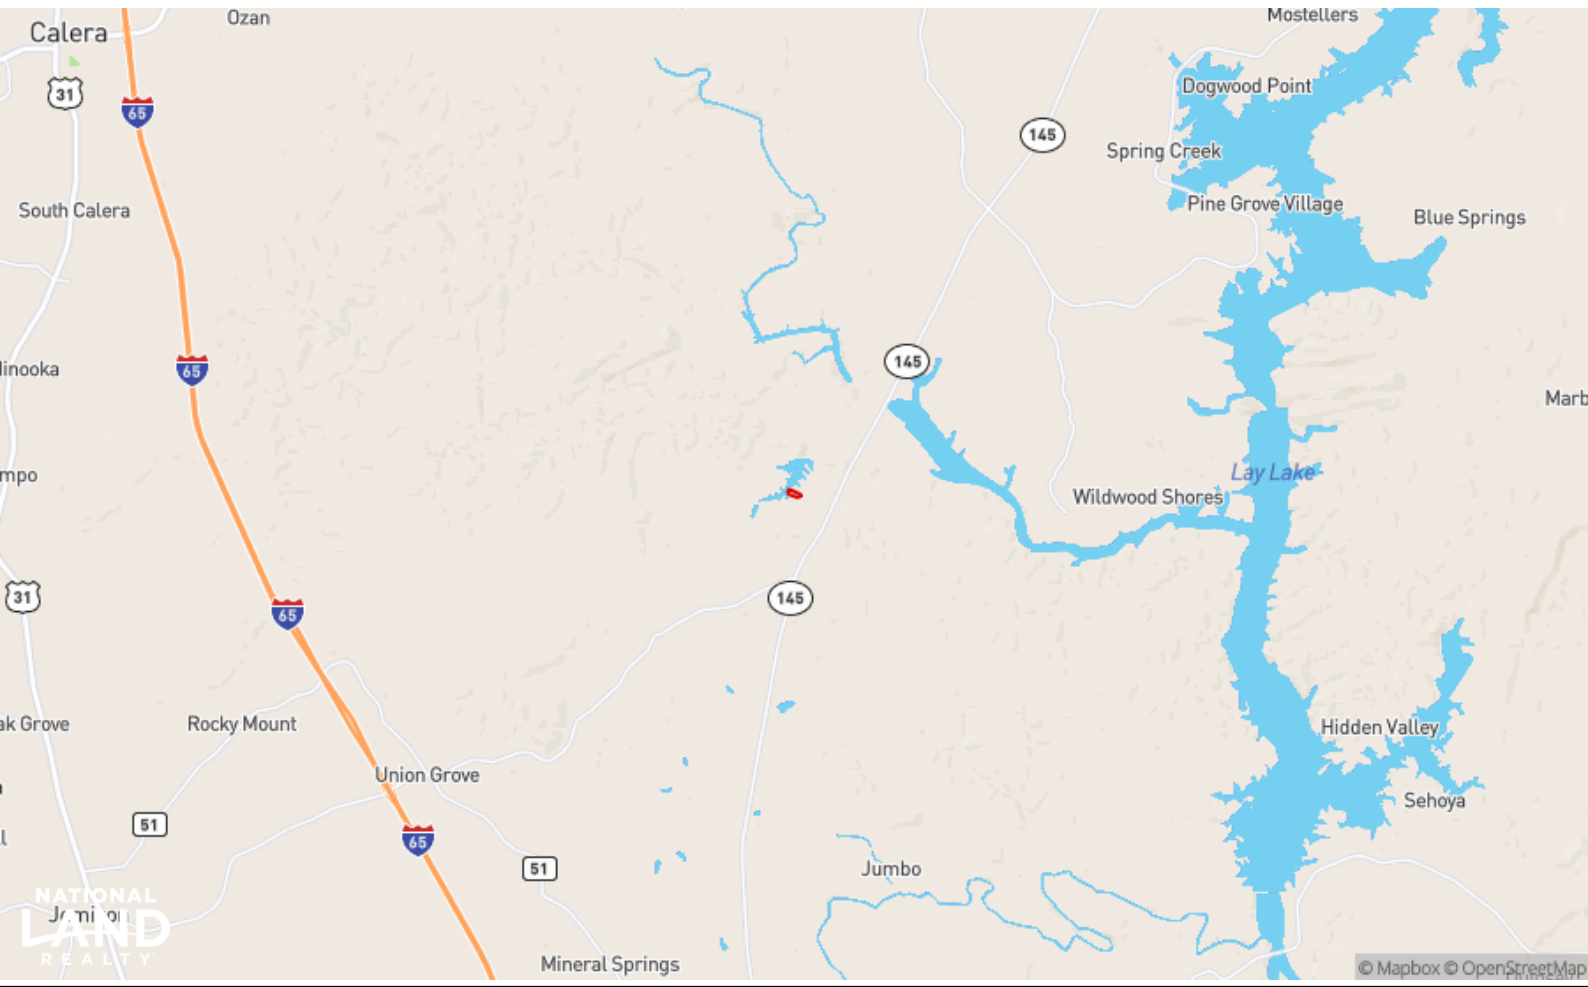 Ozan
Mostellers
Calera
31
65
Dogwood Point
145
Spring Creek
South Calera
Pine Grove Village
Blue Springs
65
145
Marb
mpo
Lay Lake
Wildwood Shores
31
65
145
ak Grove
Rocky Mount
Hidden Valley
Union Grove
Sehoya
51
65
51
Jumbo
NATIONAL
LAND
REALTY
Jemison
Mineral Springs
© Mapbox © OpenStreetMap